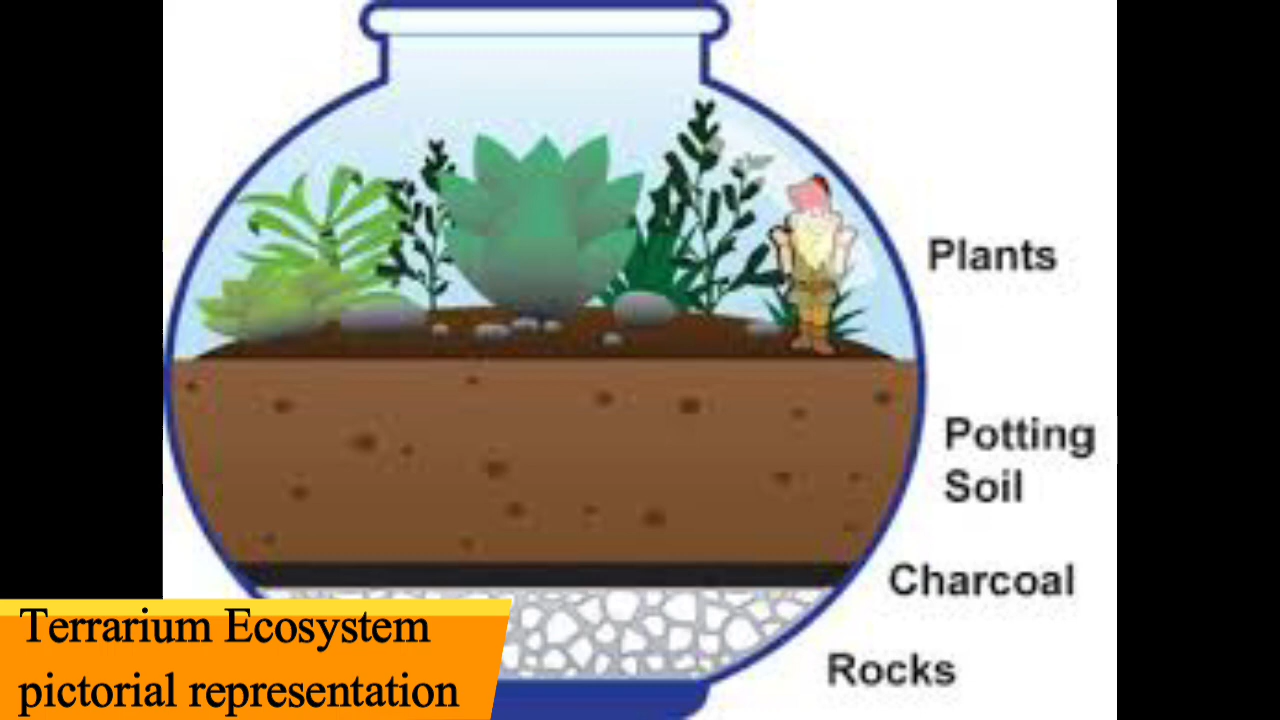 Plants
Potting
Soil
Charcoal
Rocks
Terrarium Ecosystem
pictorial representation